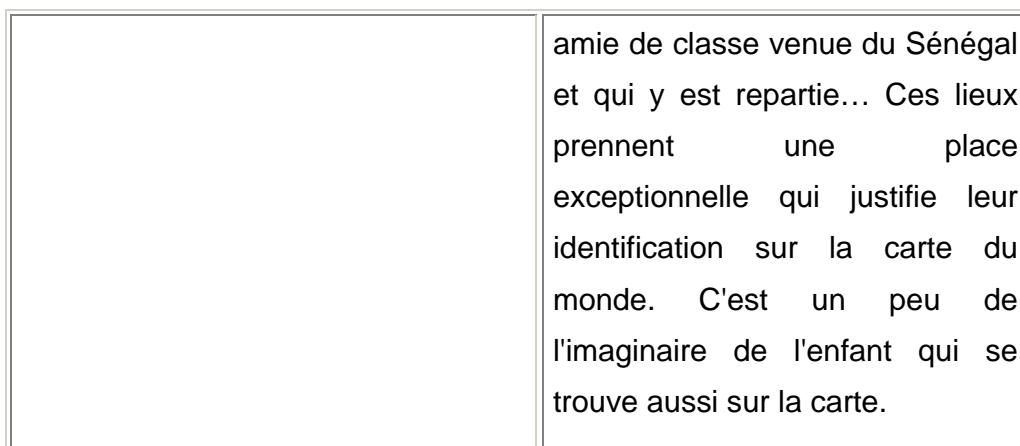 amie de classe venue du Sénégal
et qui y est repartie… Ces lieux
prennent une place
exceptionnelle qui justifie leur
identification sur la carte du
monde. C'est un peu de
l'imaginaire de l'enfant qui se
trouve aussi sur la carte.